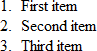 1. First item
2. Second item
3. Third item